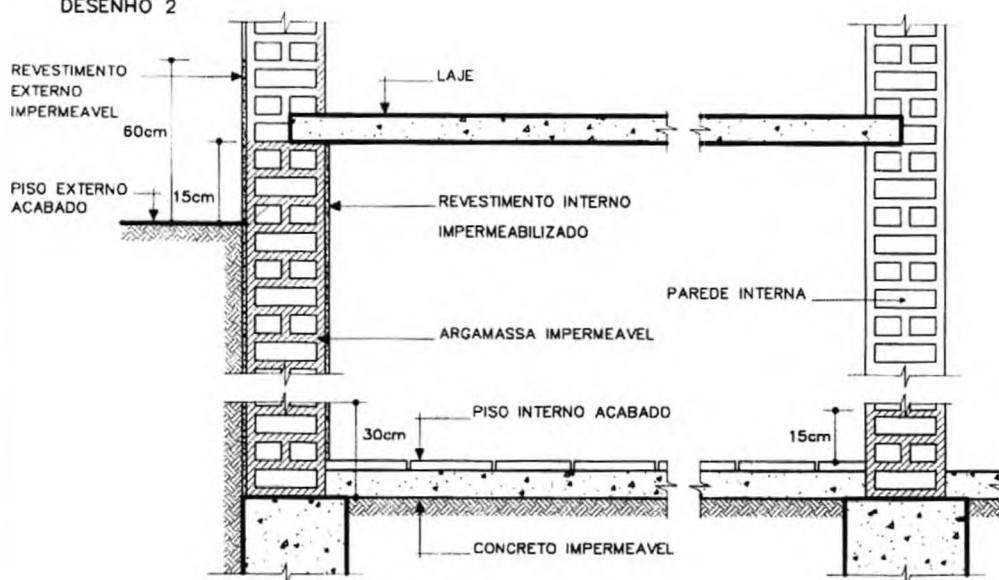 DESENHO 2
REVESTIMENTO
EXTERNO
IMPERMEAVEL
LAJE
60cm
15cm
PISO EXTERNO
ACABADO
REVESTIMENTO INTERNO
IMPERMEABILIZADO
PAREDE INTERNA
ARGAMASSA IMPERMEAVEL
PISO INTERNO ACABADO
30cm
15cm
CONCRETO IMPERMEAVEL